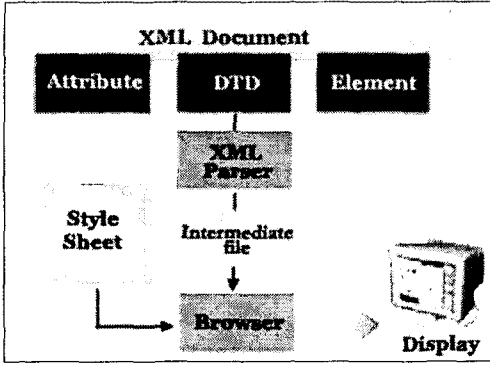 XML Document
Attribute
DTD
Element
XML
Parser
Style
Sheet
Intermediate
file
Browser
Display